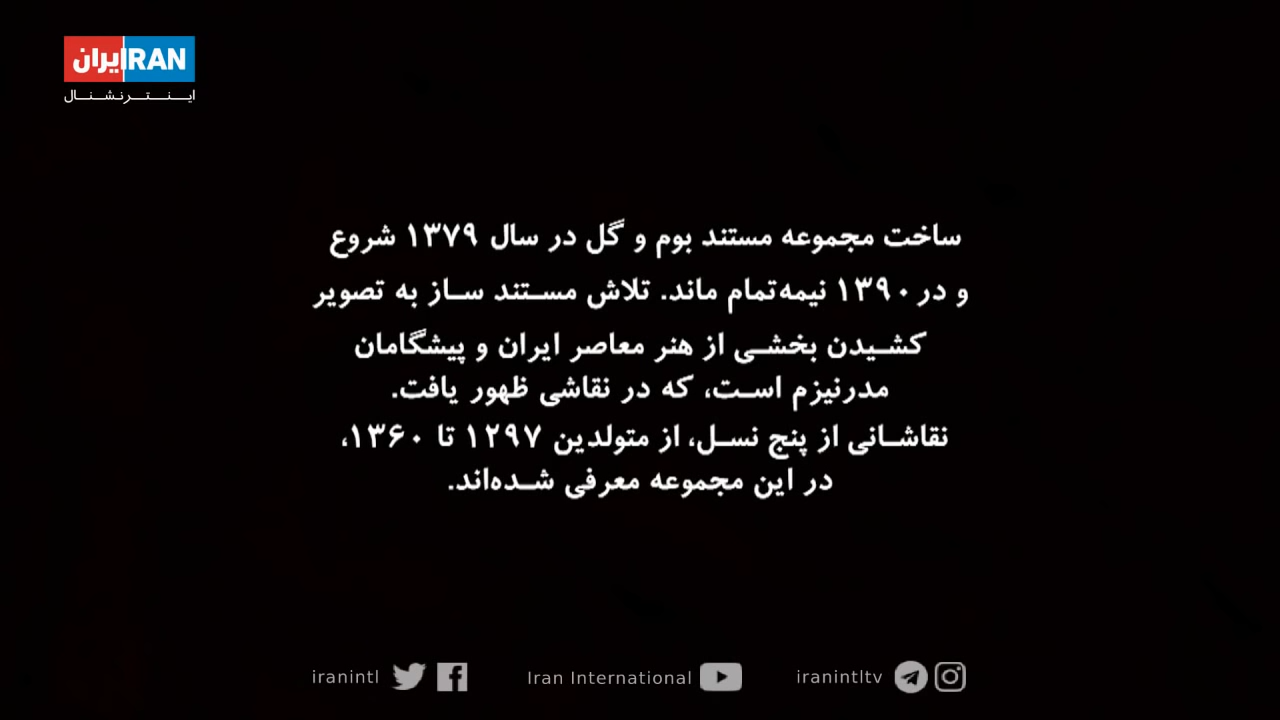 ایران IRAN
اینترنشنال
ساخت مجموعه مستند بوم و گل در سال ۱۳۷۹ شروع
و در ۱۳۹۰ نیمه‌تمام ماند. تلاش مستند ساز به تصویر
کشیدن بخشی از هنر معاصر ایران و پیشگامان
مدرنیزم است، که در نقاشی ظهور یافت.
نقاشانی از پنج نسل، از متولدین ۱۲۹۷ تا ۱۳۶۰،
در این مجموعه معرفی شده‌اند.
iranintl Iran International iranintltv